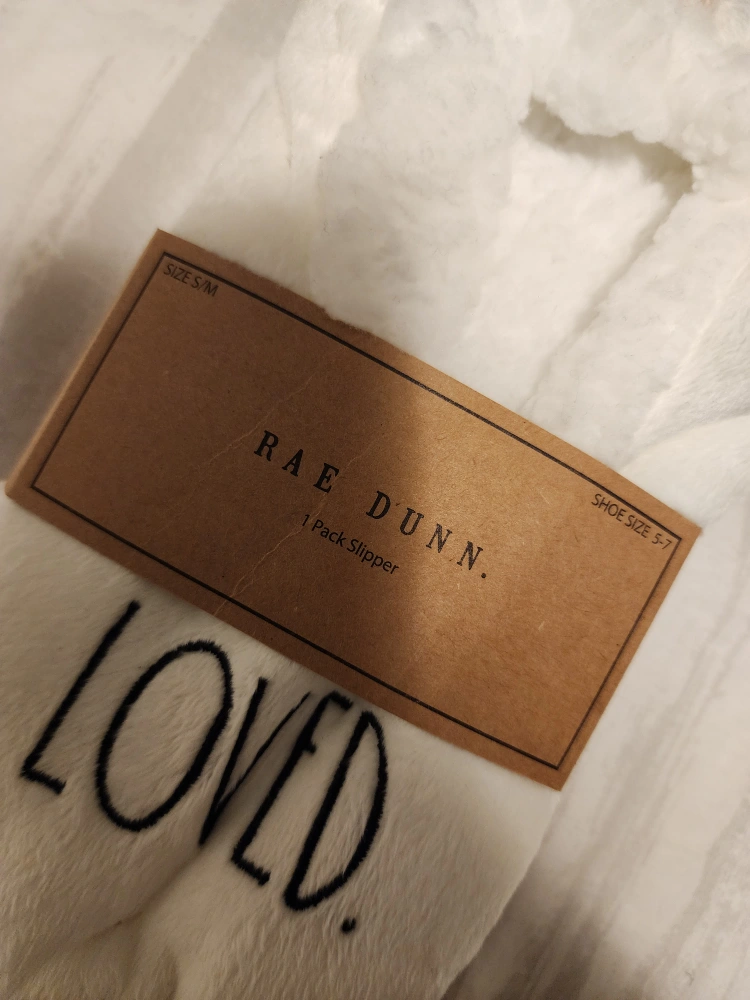 SIZE S/M
SHOE SIZE 5-7
RAE DUNN.
1 Pack Slipper
LOVED.